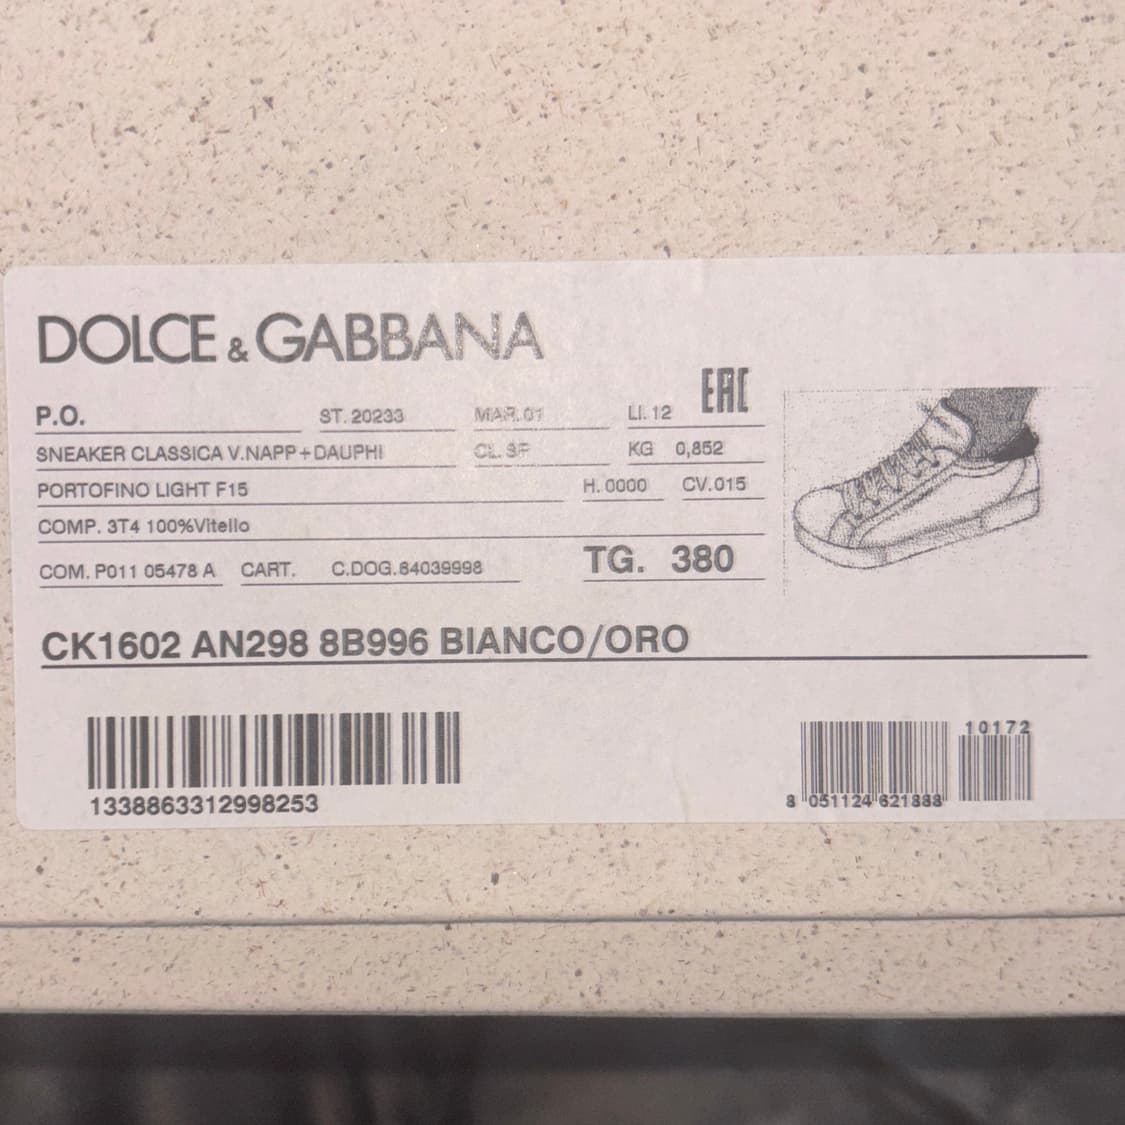 DOLCE & GABBANA
EAC
P.O. ST. 20233 MAR. 01 LI. 12
SNEAKER CLASSICA V.NAPP+DAUPHI CL. SF KG 0,852
PORTOFINO LIGHT F15 H. 0000 CV.015
COMP. 3T4 100%Vitello
COM. P011 05478 A CART. C.DOG.64039998 TG. 380
CK1602 AN298 8B996 BIANCO/ORO
1338863312998253
10172
8 051124 621888